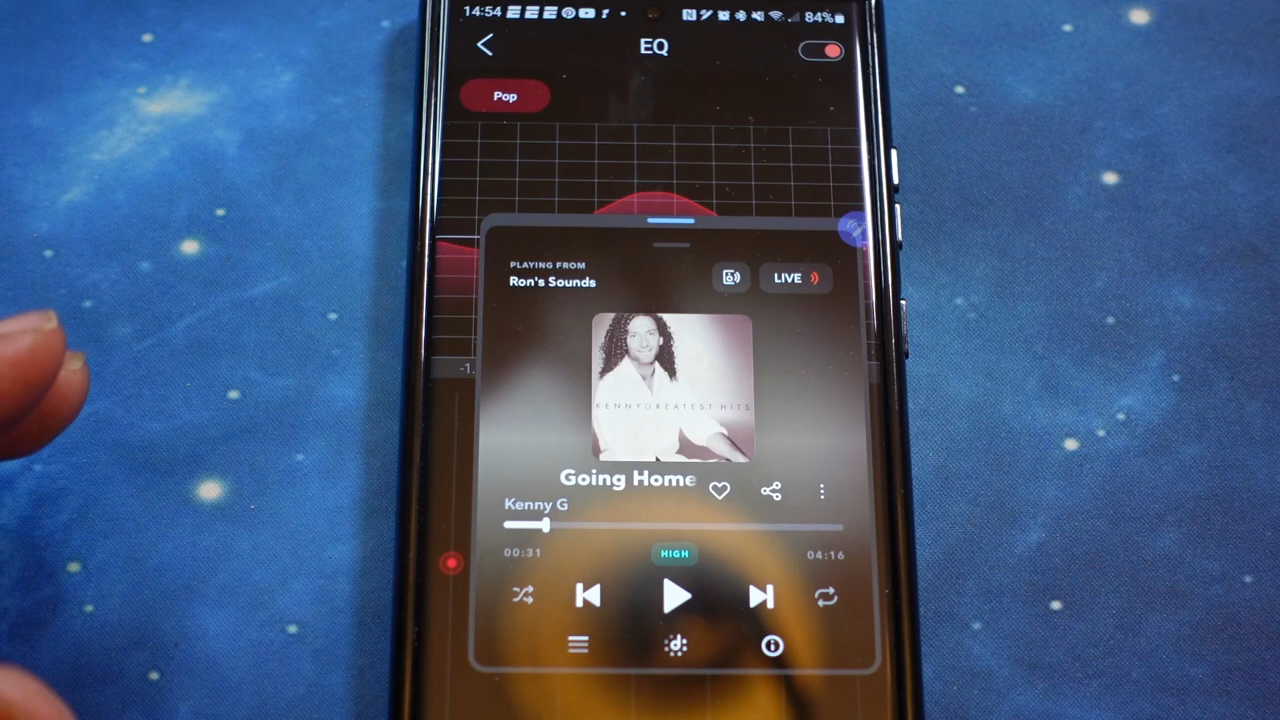 14:54
84%
EQ
Pop
PLAYING FROM
Ron's Sounds
LIVE
KENNY G GREATEST HITS
Going Home
Kenny G
00:31
HIGH
04:16
-1.